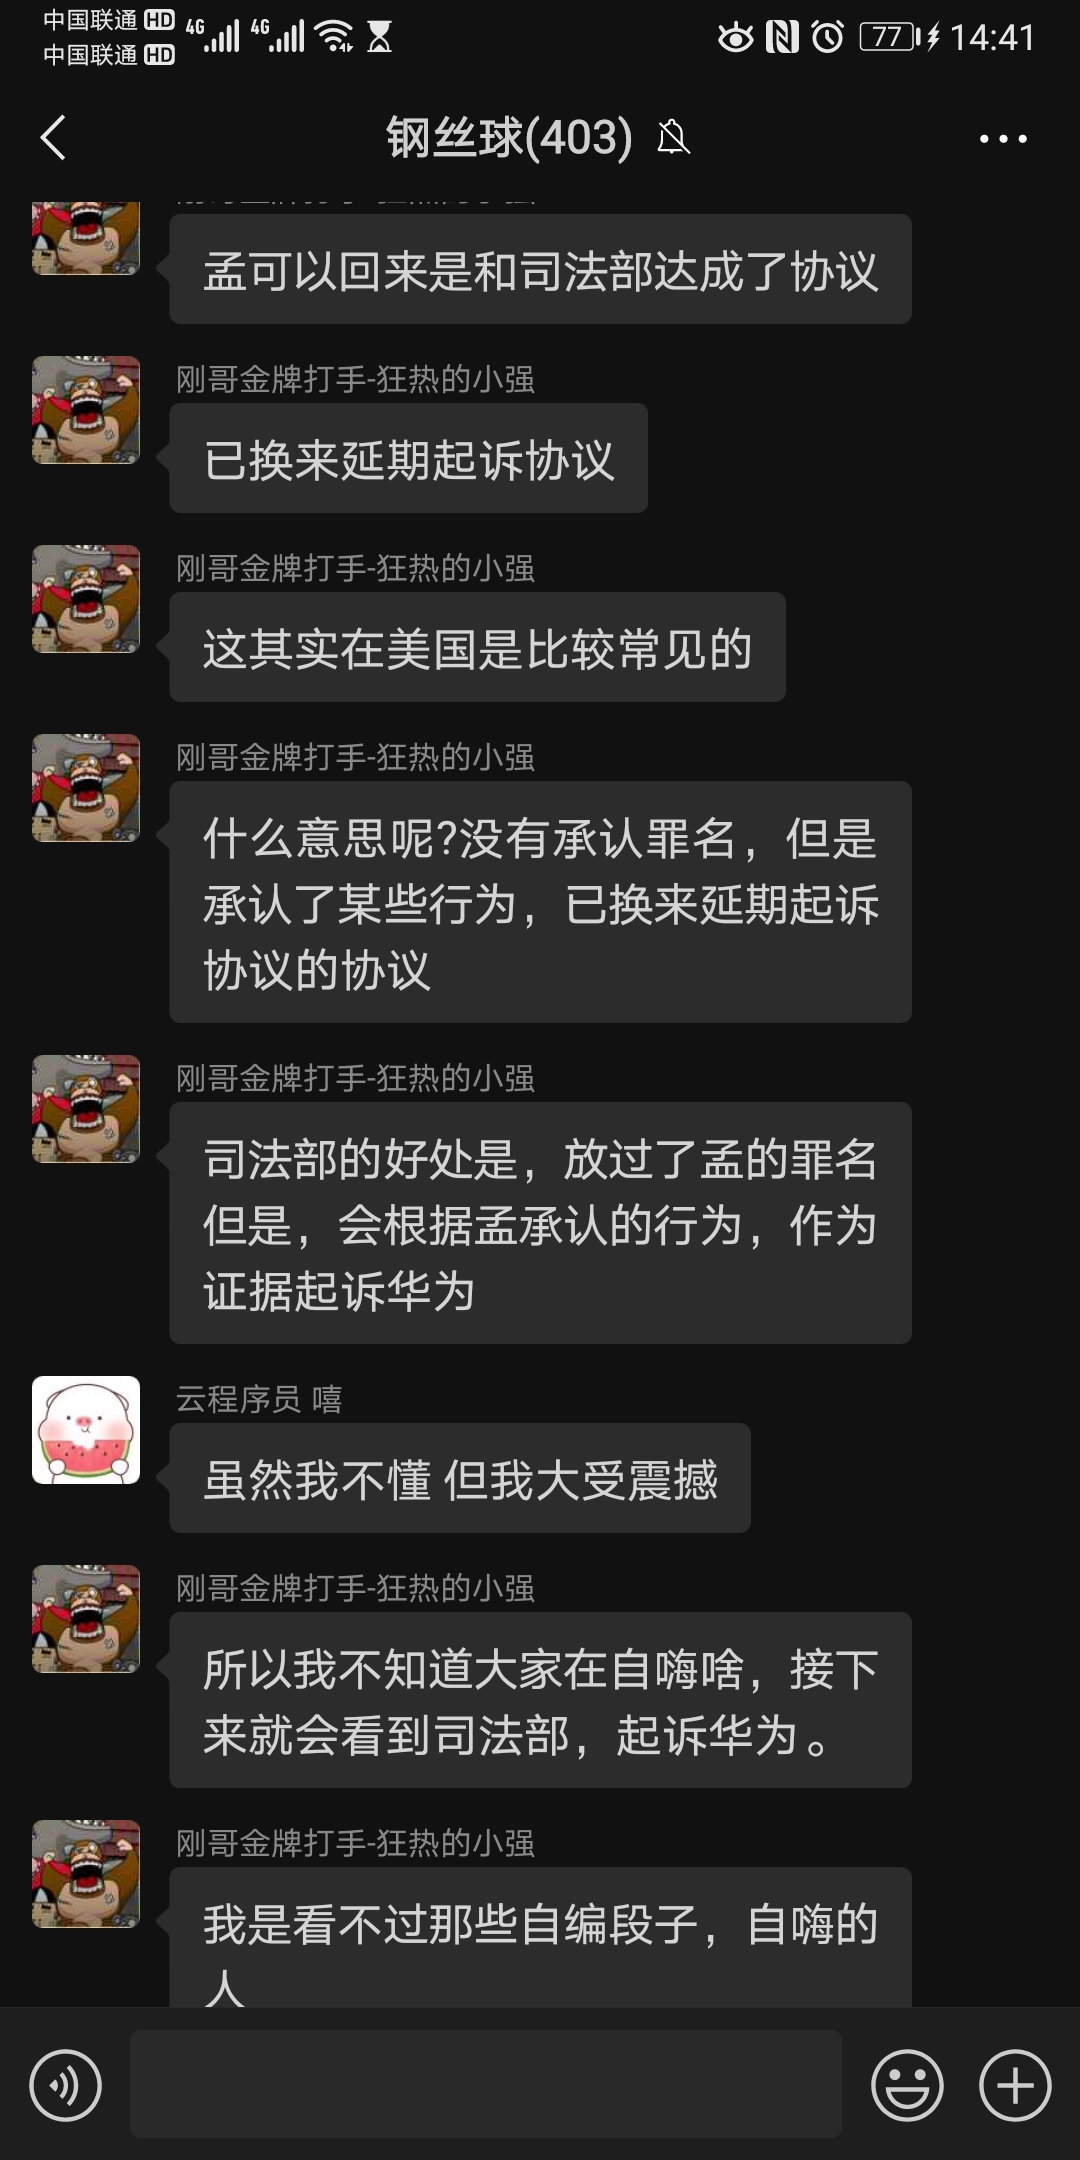 中国联通 HD
中国联通 HD
4G 4G
77 14:41
钢丝球(403)
孟可以回来是和司法部达成了协议
刚哥金牌打手-狂热的小强
已换来延期起诉协议
刚哥金牌打手-狂热的小强
这其实在美国是比较常见的
刚哥金牌打手-狂热的小强
什么意思呢?没有承认罪名，但是
承认了某些行为，已换来延期起诉
协议的协议
刚哥金牌打手-狂热的小强
司法部的好处是，放过了孟的罪名
但是，会根据孟承认的行为，作为
证据起诉华为
云程序员 嘻
虽然我不懂 但我大受震撼
刚哥金牌打手-狂热的小强
所以我不知道大家在自嗨啥，接下
来就会看到司法部，起诉华为。
刚哥金牌打手-狂热的小强
我是看不过那些自编段子，自嗨的
人